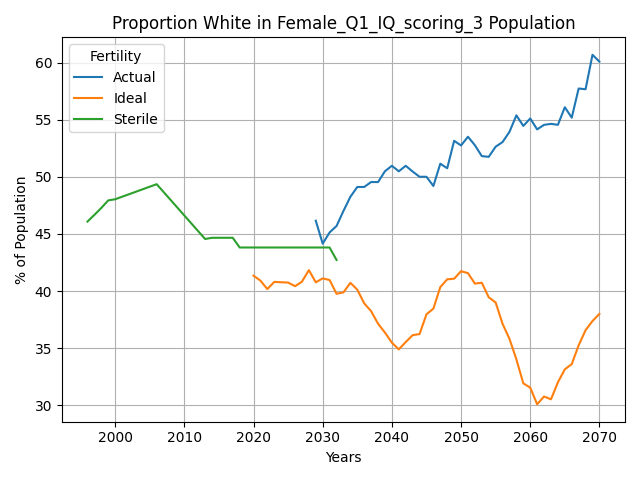 Proportion White in Female_Q1_IQ_scoring_3 Population
Fertility
Actual
Ideal
Sterile
% of Population
60
55
50
45
40
35
30
2000
2010
2020
2030
2040
2050
2060
2070
Years